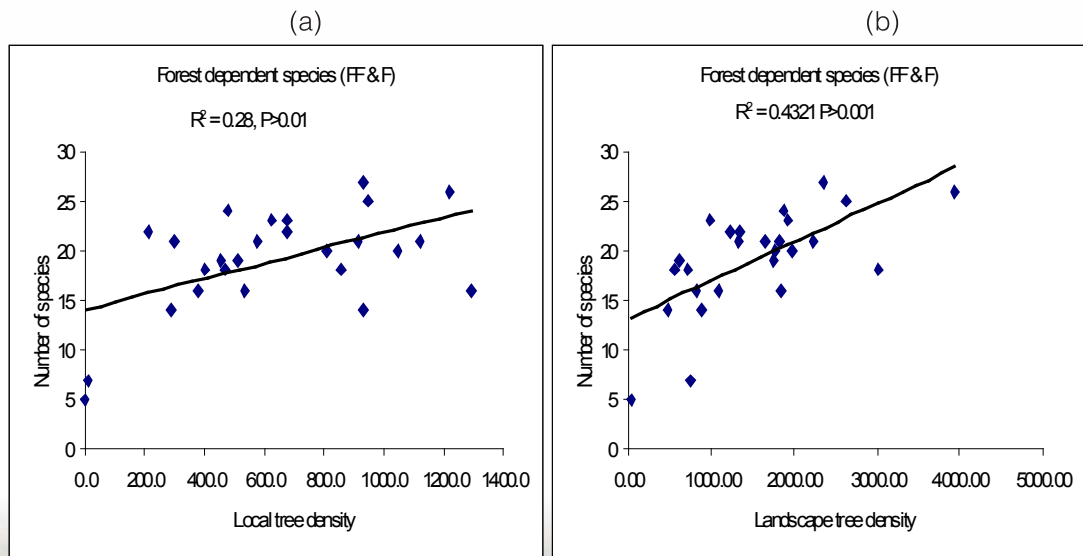 (a)
Forest dependent species (FF & F)
R² = 0.28, P>0.01
30
25
20
15
10
5
0
Number of species
0.0 200.0 400.0 600.0 800.0 1000.0 1200.0 1400.0
Local tree density
(b)
Forest dependent species (FF & F)
R² = 0.4321 P>0.001
30
25
20
15
10
5
0
Number of species
0.00 1000.00 2000.00 3000.00 4000.00 5000.00
Landscape tree density